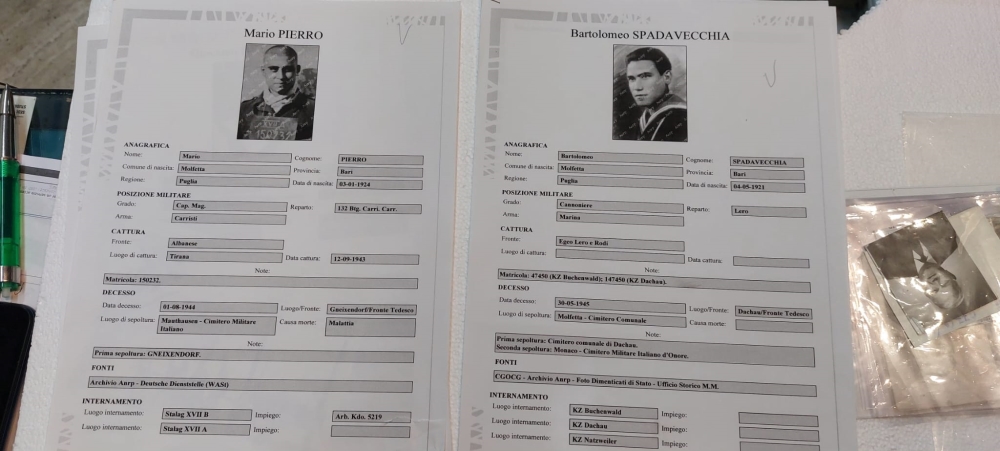 Mario PIERRO
ANAGRAFICA
Nome: Mario Cognome: PIERRO
Comune di nascita: Molfetta Provincia: Bari
Regione: Puglia Data di nascita: 03-01-1924
POSIZIONE MILITARE
Grado: Cap. Mag. Reparto: 132 Btg. Carri. Carr.
Arma: Carristi
CATTURA
Fronte: Albanese
Luogo di cattura: Tirana Data cattura: 12-09-1943
Note:
Matricola: 150232.
DECESSO
Data decesso: 01-08-1944 Luogo/Fronte: Gneixendorf/Fronte Tedesco
Luogo di sepoltura: Mauthausen - Cimitero Militare Italiano Causa morte: Malattia
Note:
Prima sepoltura: GNEIXENDORF.
FONTI
Archivio Anrp - Deutsche Dienststelle (WASt)
INTERNAMENTO
Luogo internamento: Stalag XVII B Impiego: Arb. Kdo. 5219
Luogo internamento: Stalag XVII A Impiego:
Bartolomeo SPADAVECCHIA
ANAGRAFICA
Nome: Bartolomeo Cognome: SPADAVECCHIA
Comune di nascita: Molfetta Provincia: Bari
Regione: Puglia Data di nascita: 04-05-1921
POSIZIONE MILITARE
Grado: Cannoniere Reparto: Lero
Arma: Marina
CATTURA
Fronte: Egeo Lero e Rodi
Luogo di cattura: Data cattura:
Note:
Matricola: 47450 (KZ Buchenwald); 147450 (KZ Dachau).
DECESSO
Data decesso: 30-05-1945 Luogo/Fronte: Dachau/Fronte Tedesco
Luogo di sepoltura: Molfetta - Cimitero Comunale Causa morte:
Note:
Prima sepoltura: Cimitero comunale di Dachau.
Seconda sepoltura: Monaco - Cimitero Militare Italiano d'Onore.
FONTI
CGOCG - Archivio Anrp - Foto Dimenticati di Stato - Ufficio Storico M.M.
INTERNAMENTO
Luogo internamento: KZ Buchenwald Impiego:
Luogo internamento: KZ Dachau Impiego:
Luogo internamento: KZ Natzweiler Impiego: